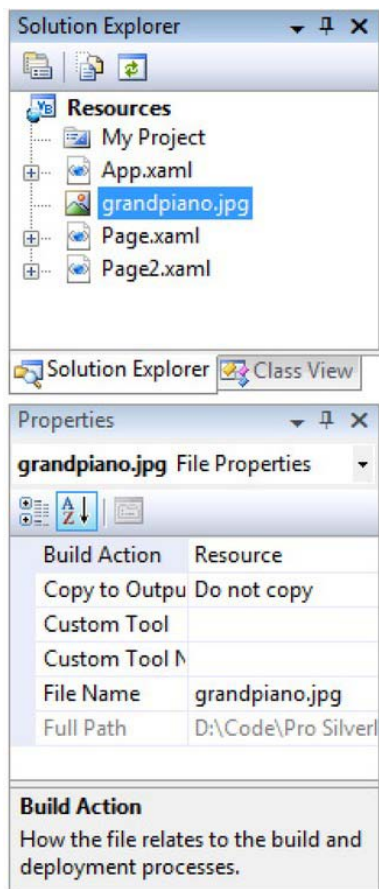 Solution Explorer
Resources
My Project
App.xaml
grandpiano.jpg
Page.xaml
Page2.xaml
Solution Explorer Class View
Properties
grandpiano.jpg File Properties
Build Action Resource
Copy to Outpu Do not copy
Custom Tool
Custom Tool N
File Name grandpiano.jpg
Full Path D:\Code\Pro Silverl
Build Action
How the file relates to the build and
deployment processes.